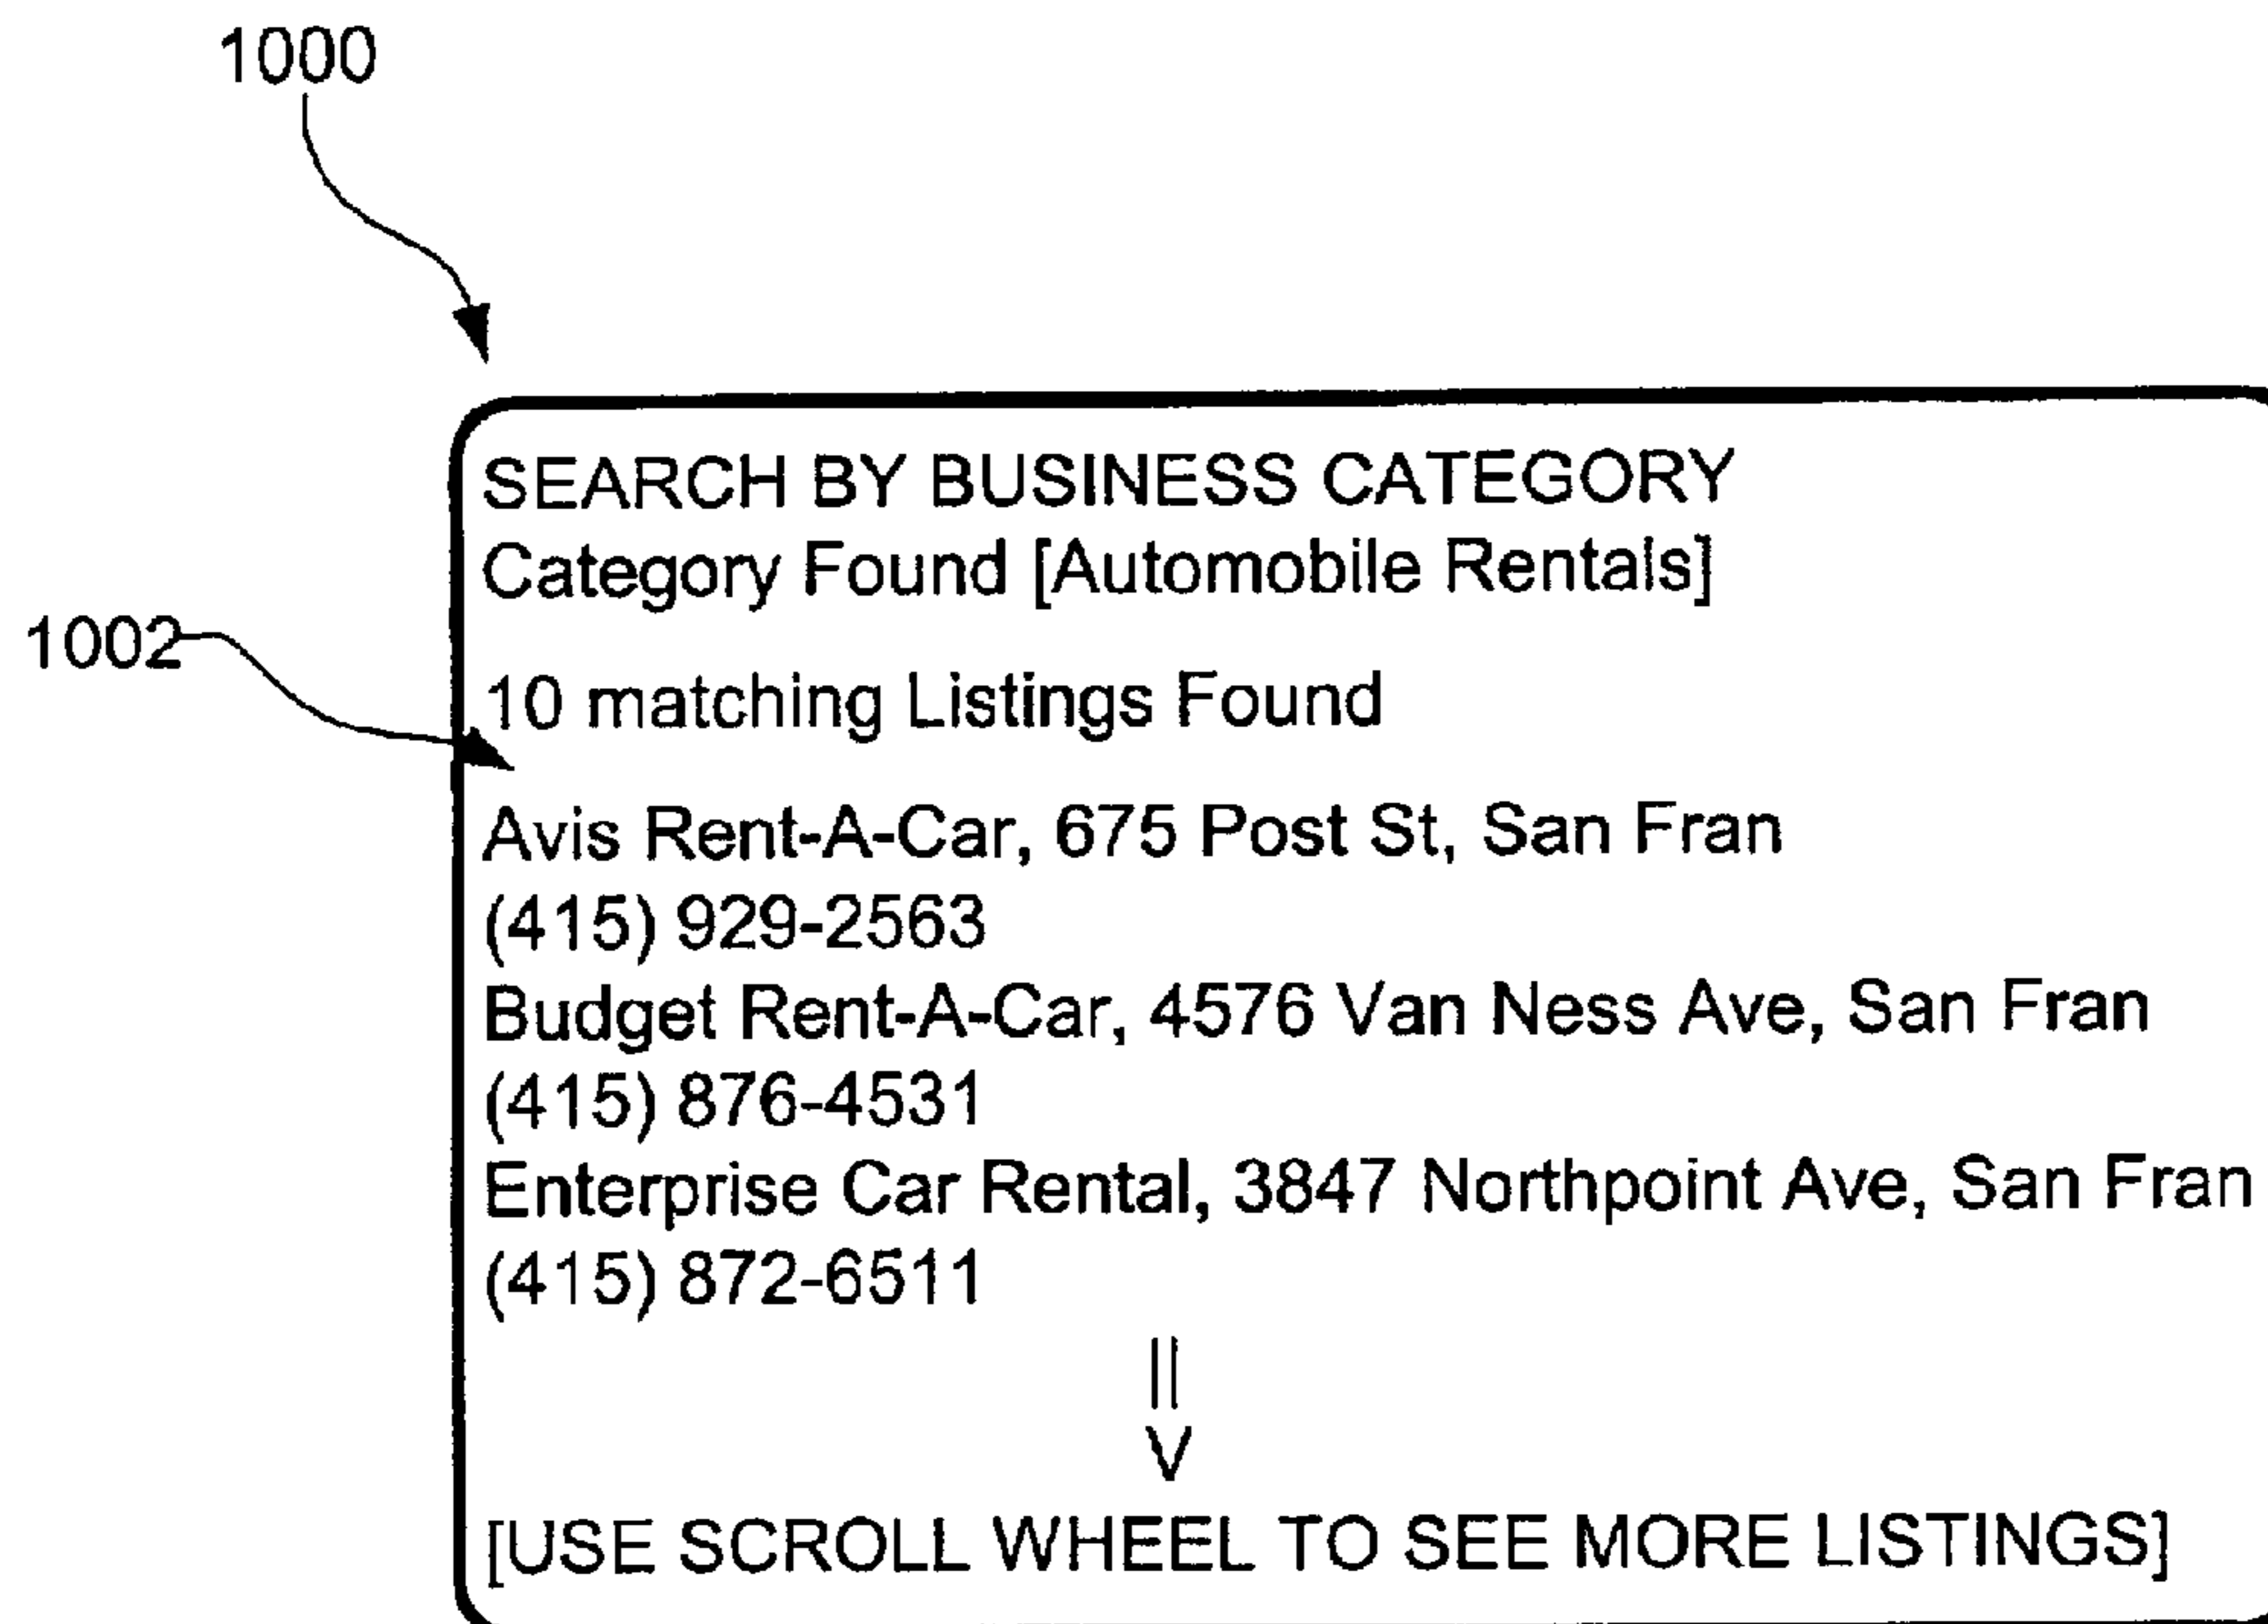 1000
SEARCH BY BUSINESS CATEGORY
Category Found [Automobile Rentals]
1002
10 matching Listings Found
Avis Rent-A-Car, 675 Post St, San Fran
(415) 929-2563
Budget Rent-A-Car, 4576 Van Ness Ave, San Fran
(415) 876-4531
Enterprise Car Rental, 3847 Northpoint Ave, San Fran
(415) 872-6511
||
V
[USE SCROLL WHEEL TO SEE MORE LISTINGS]